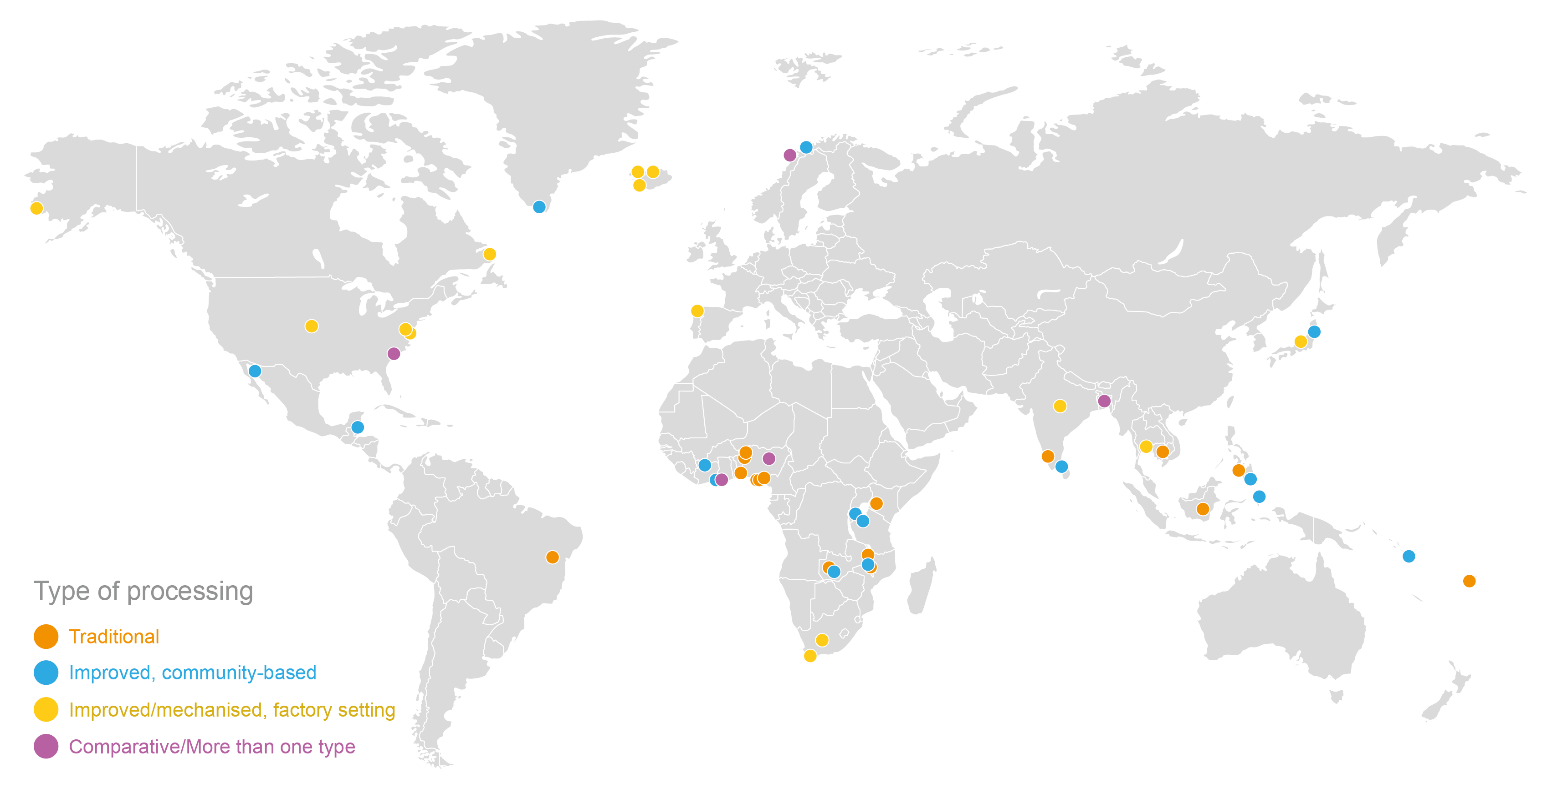 Type of processing
Traditional
Improved, community-based
Improved/mechanised, factory setting
Comparative/More than one type